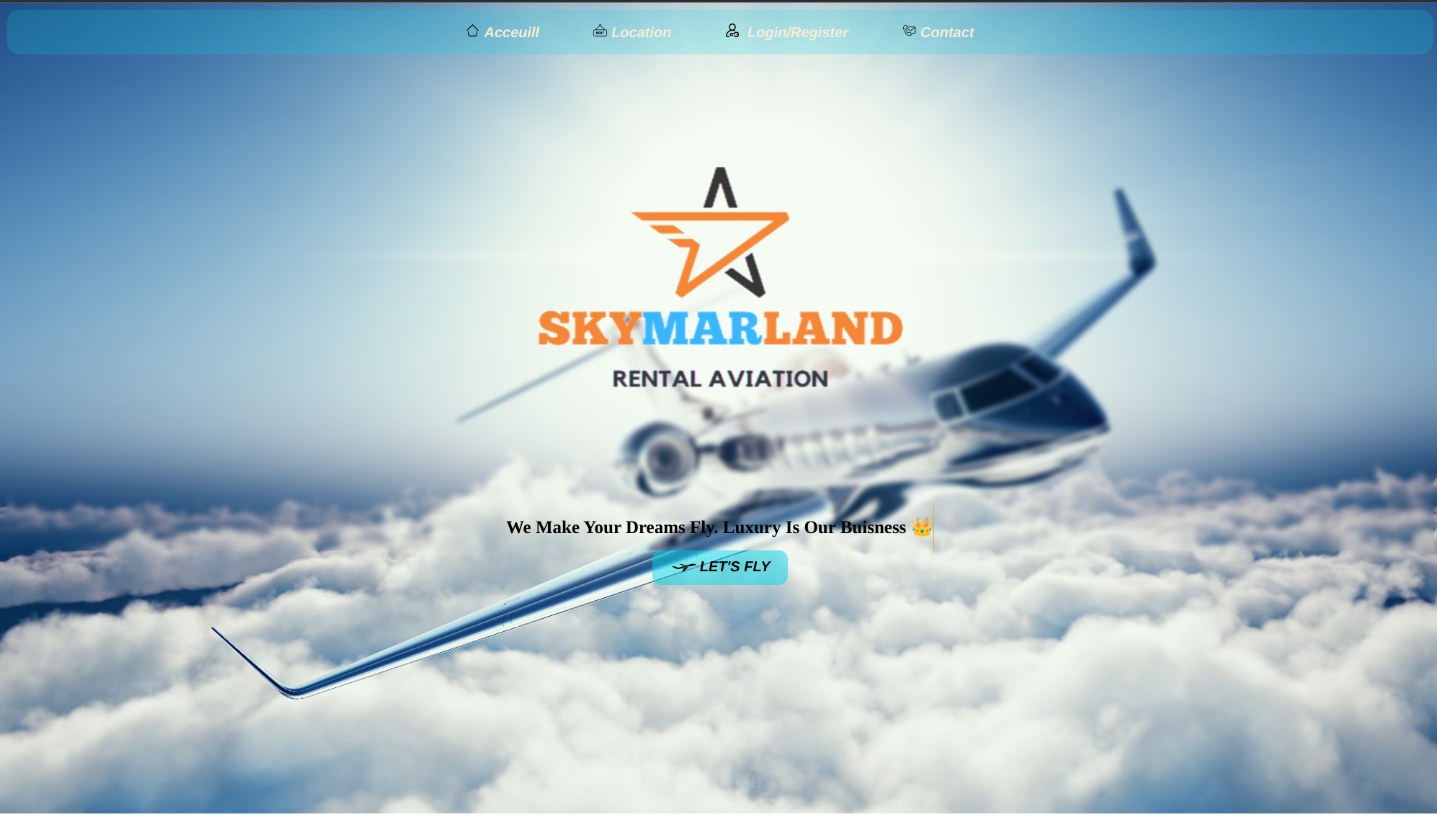 Acceuill
Location
Login/Register
Contact
SKYMARLAND
RENTAL AVIATION
We Make Your Dreams Fly. Luxury Is Our Buisness 👑
LET'S FLY